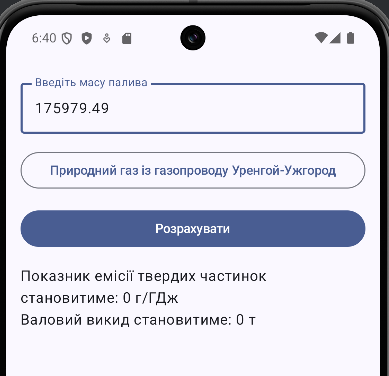 6:40
Введіть масу палива
175979.49
Природний газ із газопроводу Уренгой-Ужгород
Розрахувати
Показник емісії твердих частинок
становитиме: 0 г/ГДж
Валовий викид становитиме: 0 т